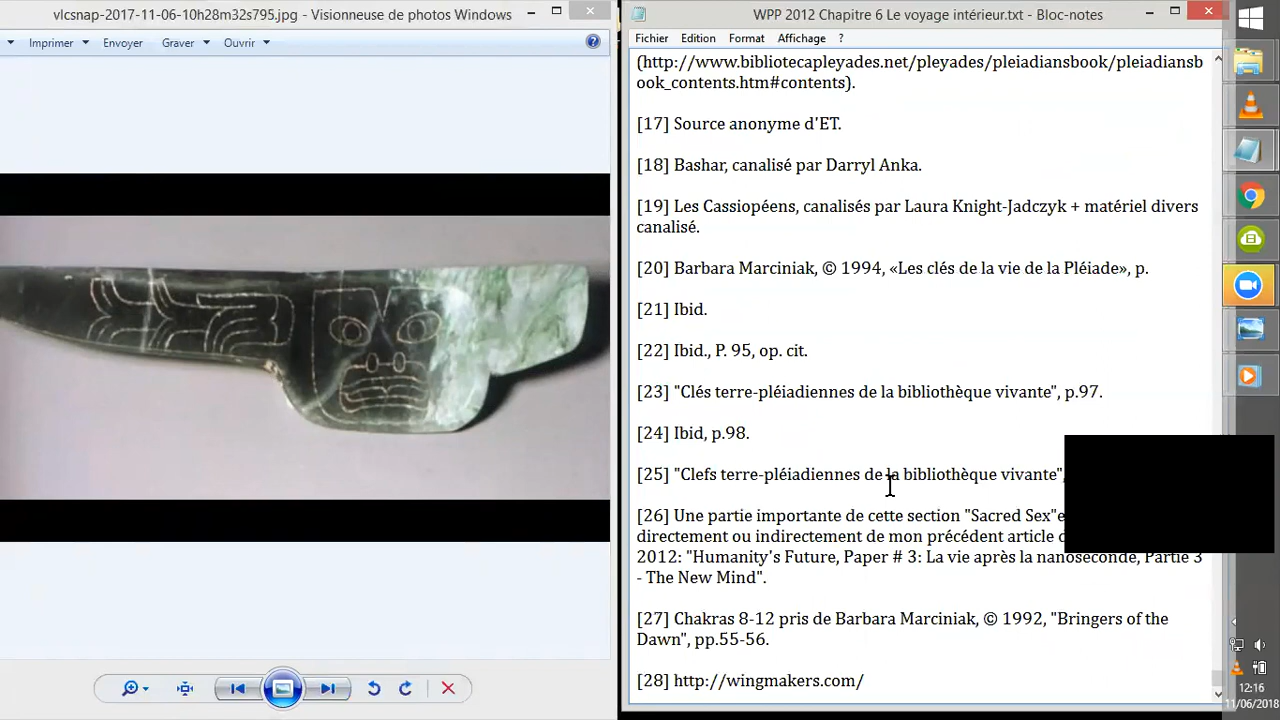 vlcsnap-2017-11-06-10h28m32s795.jpg - Visionneuse de photos Windows
Imprimer Envoyer Graver Ouvrir
WPP 2012 Chapitre 6 Le voyage intérieur.txt - Bloc-notes
Fichier Edition Format Affichage ?
(http://www.bibliotecapleyades.net/pleyades/pleiadiansbook/pleiadiansb
ook_contents.htm#contents).
[17] Source anonyme d'ET.
[18] Bashar, canalisé par Darryl Anka.
[19] Les Cassiopéens, canalisés par Laura Knight-Jadczyk + matériel divers
canalisé.
[20] Barbara Marciniak, © 1994, «Les clés de la vie de la Pléiade», p.
[21] Ibid.
[22] Ibid., P. 95, op. cit.
[23] "Clés terre-pléiadiennes de la bibliothèque vivante", p.97.
[24] Ibid, p.98.
[25] "Clefs terre-pléiadiennes de la bibliothèque vivante",
[26] Une partie importante de cette section "Sacred Sex"
directement ou indirectement de mon précédent article
2012: "Humanity's Future, Paper # 3: La vie après la nanoseconde, Partie 3
- The New Mind".
[27] Chakras 8-12 pris de Barbara Marciniak, © 1992, "Bringers of the
Dawn", pp.55-56.
[28] http://wingmakers.com/
12:16
11/06/2018